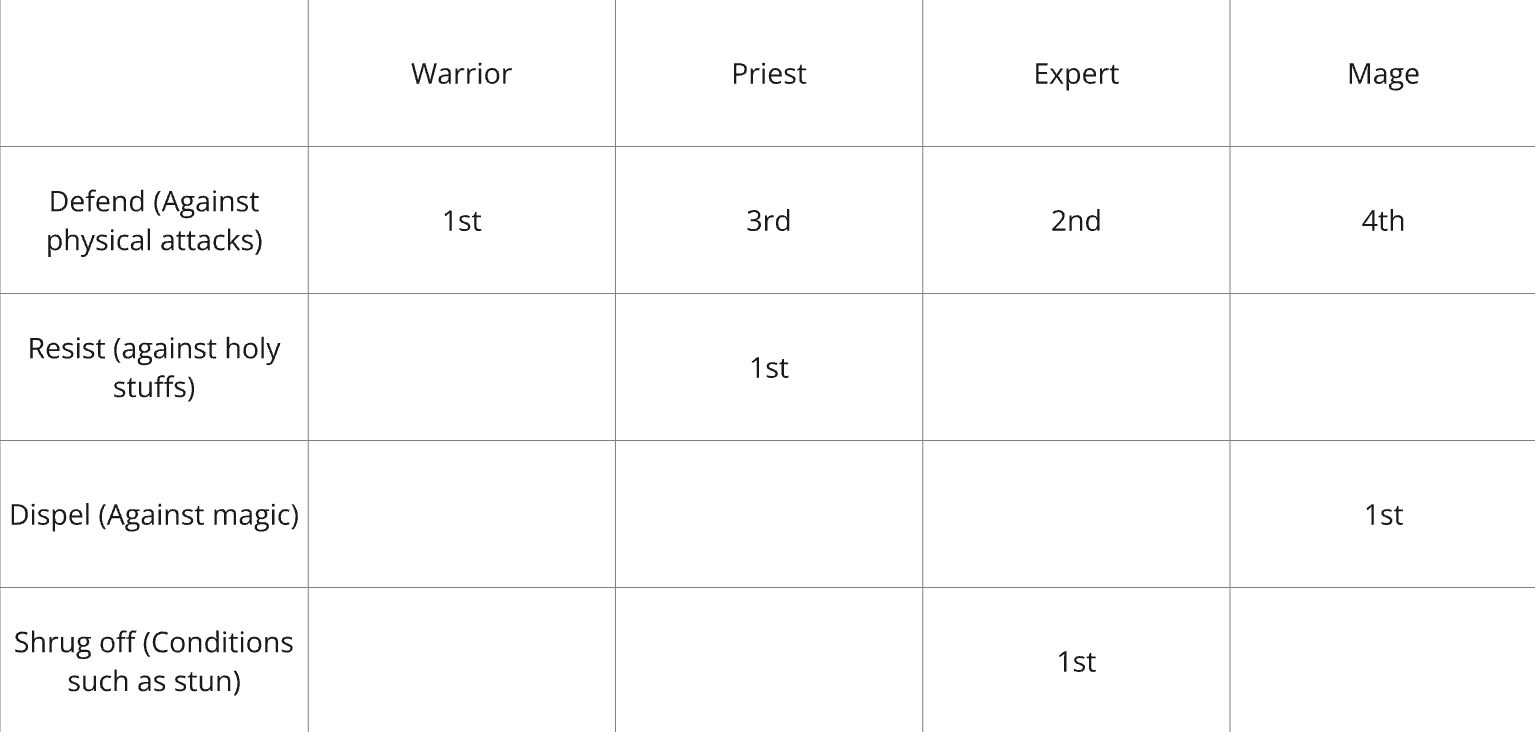 Warrior Priest Expert Mage
Defend (Against
physical attacks) 1st 3rd 2nd 4th
Resist (against holy
stuffs) 1st
Dispel (Against magic) 1st
Shrug off (Conditions
such as stun) 1st